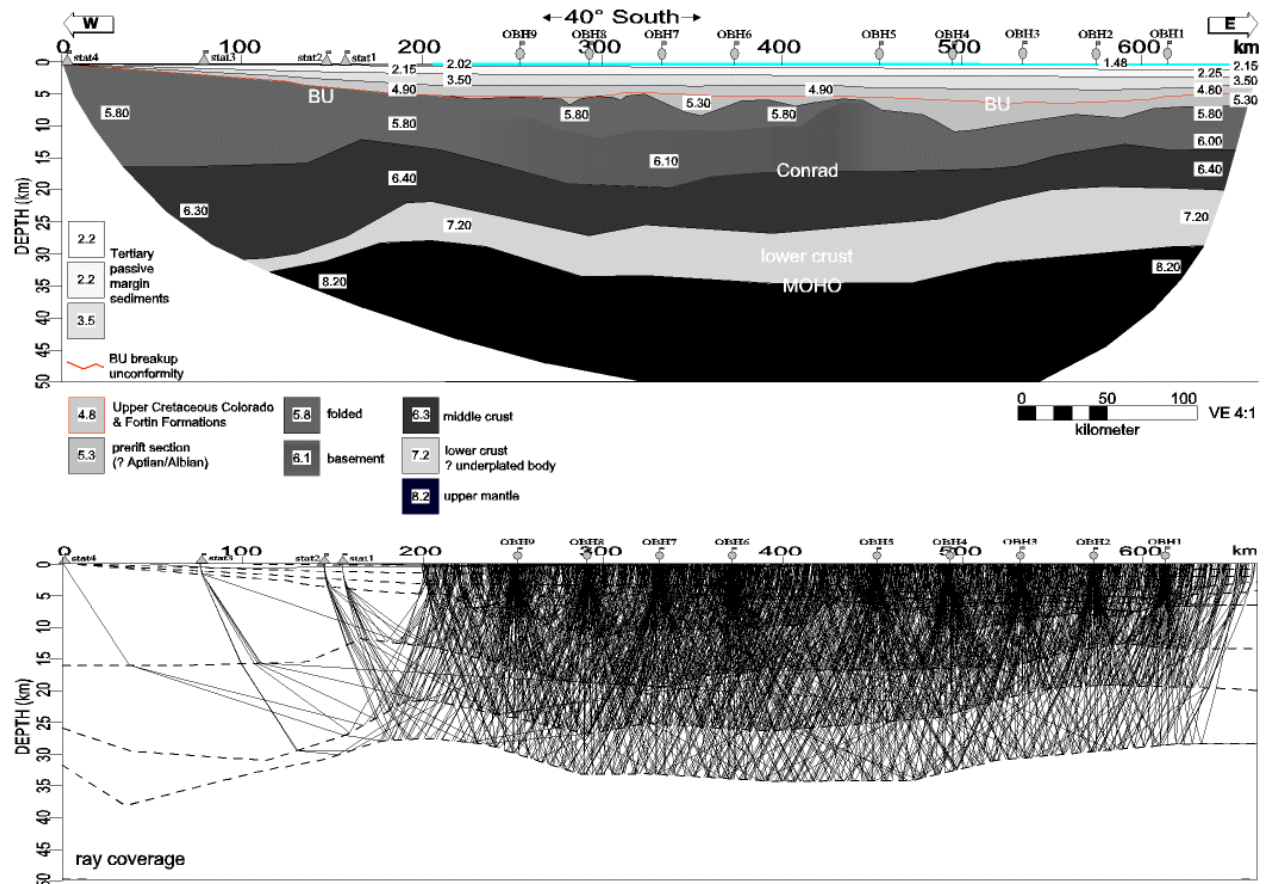 W
40° South
E
OBH9 OBH8 OBH7 OBH6 OBH5 OBH4 OBH3 OBH2 OBH1
0 100 200 300 400 500 600 km
stat4 stat3 stat2 stat1
0 5 10 15 20 25 30 35 40 45 50
DEPTH (km)
2.02 1.48 2.15
2.15 2.25
3.50 3.50
4.90 4.90 4.80
BU BU 5.30
5.80 5.80 5.80 5.30 5.80 5.80
6.10 6.00
Conrad
6.40 6.40
6.30
7.20 7.20
lower crust
8.20 MOHO 8.20
2.2
2.2
3.5
Tertiary
passive
margin
sediments
BU breakup
unconformity
4.8 Upper Cretaceous Colorado
& Fortin Formations
5.3 prerift section
(? Aptian/Albian)
5.8 folded
6.1 basement
6.3 middle crust
7.2 lower crust
? underplated body
8.2 upper mantle
0 50 100 VE 4:1
kilometer
OBH9 OBH8 OBH7 OBH6 OBH5 OBH4 OBH3 OBH2 OBH1
0 100 200 300 400 500 600 km
stat4 stat3 stat2 stat1
0 5 10 15 20 25 30 35 40 45 50
DEPTH (km)
ray coverage